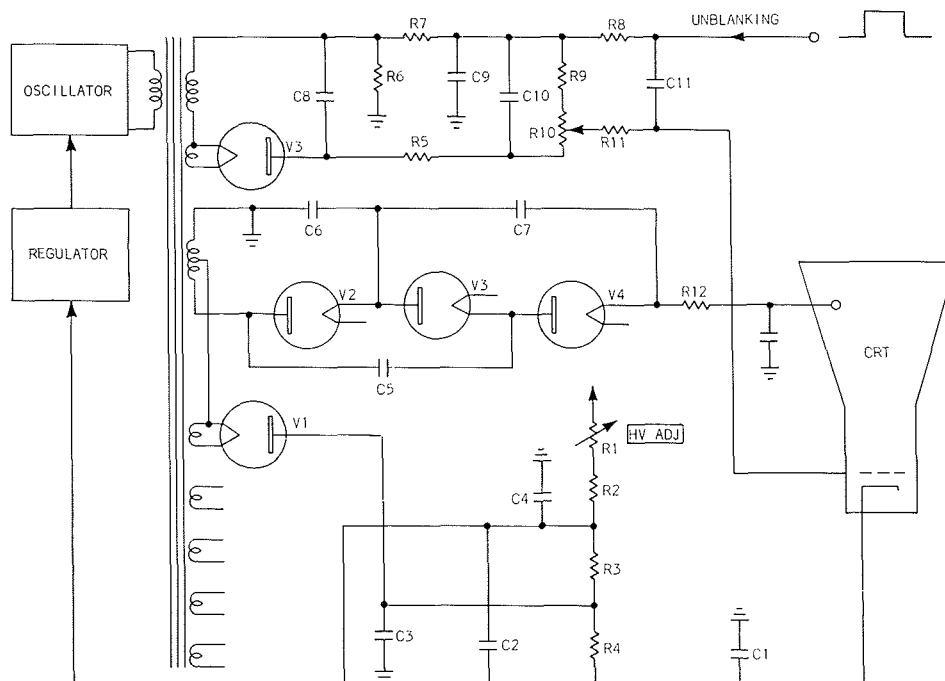 R7
R8
UNBLANKING
OSCILLATOR
C8
R6
C9
C10
R9
C11
V3
R5
R10
R11
REGULATOR
C6
C7
V2
V3
V4
R12
CRT
C5
V1
R1
HV ADJ
C4
R2
R3
C3
C2
R4
C1